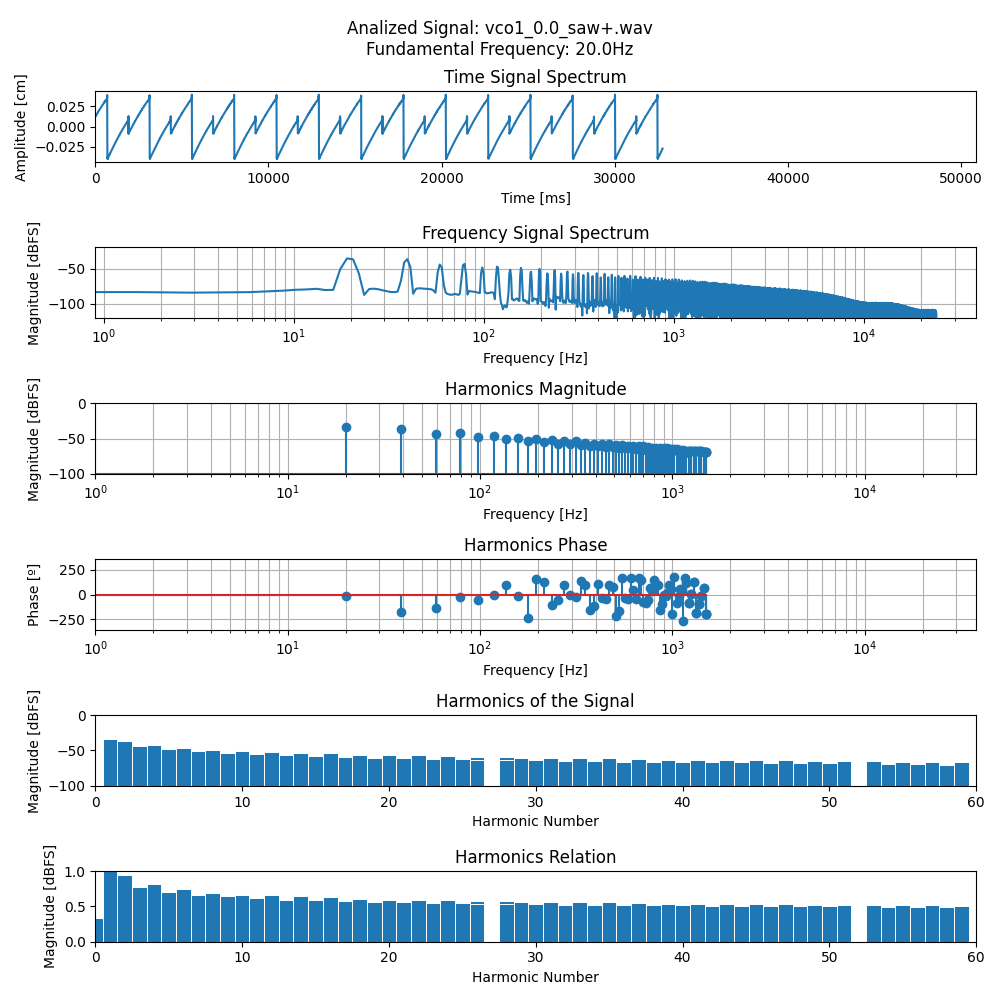 Analized Signal: vco1_0.0_saw+.wav
Fundamental Frequency: 20.0Hz
Time Signal Spectrum
Amplitude [cm]
0.025
0.000
−0.025
0 10000 20000 30000 40000 50000
Time [ms]
Frequency Signal Spectrum
Magnitude [dBFS]
−50
−100
10⁰ 10¹ 10² 10³ 10⁴
Frequency [Hz]
Harmonics Magnitude
Magnitude [dBFS]
0
−50
−100
10⁰ 10¹ 10² 10³ 10⁴
Frequency [Hz]
Harmonics Phase
Phase [º]
250
0
−250
10⁰ 10¹ 10² 10³ 10⁴
Frequency [Hz]
Harmonics of the Signal
Magnitude [dBFS]
0
−50
−100
0 10 20 30 40 50 60
Harmonic Number
Harmonics Relation
Magnitude [dBFS]
1.0
0.5
0.0
0 10 20 30 40 50 60
Harmonic Number